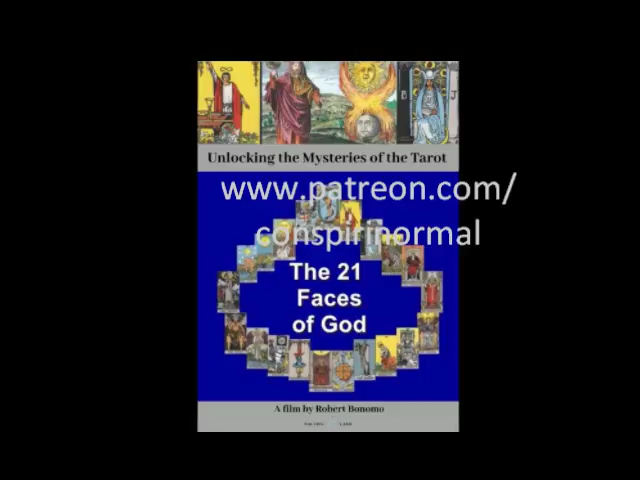 B J
Unlocking the Mysteries of the Tarot
www.patreon.com/
conspirinormal
The 21
Faces
of God
A film by Robert Bonomo